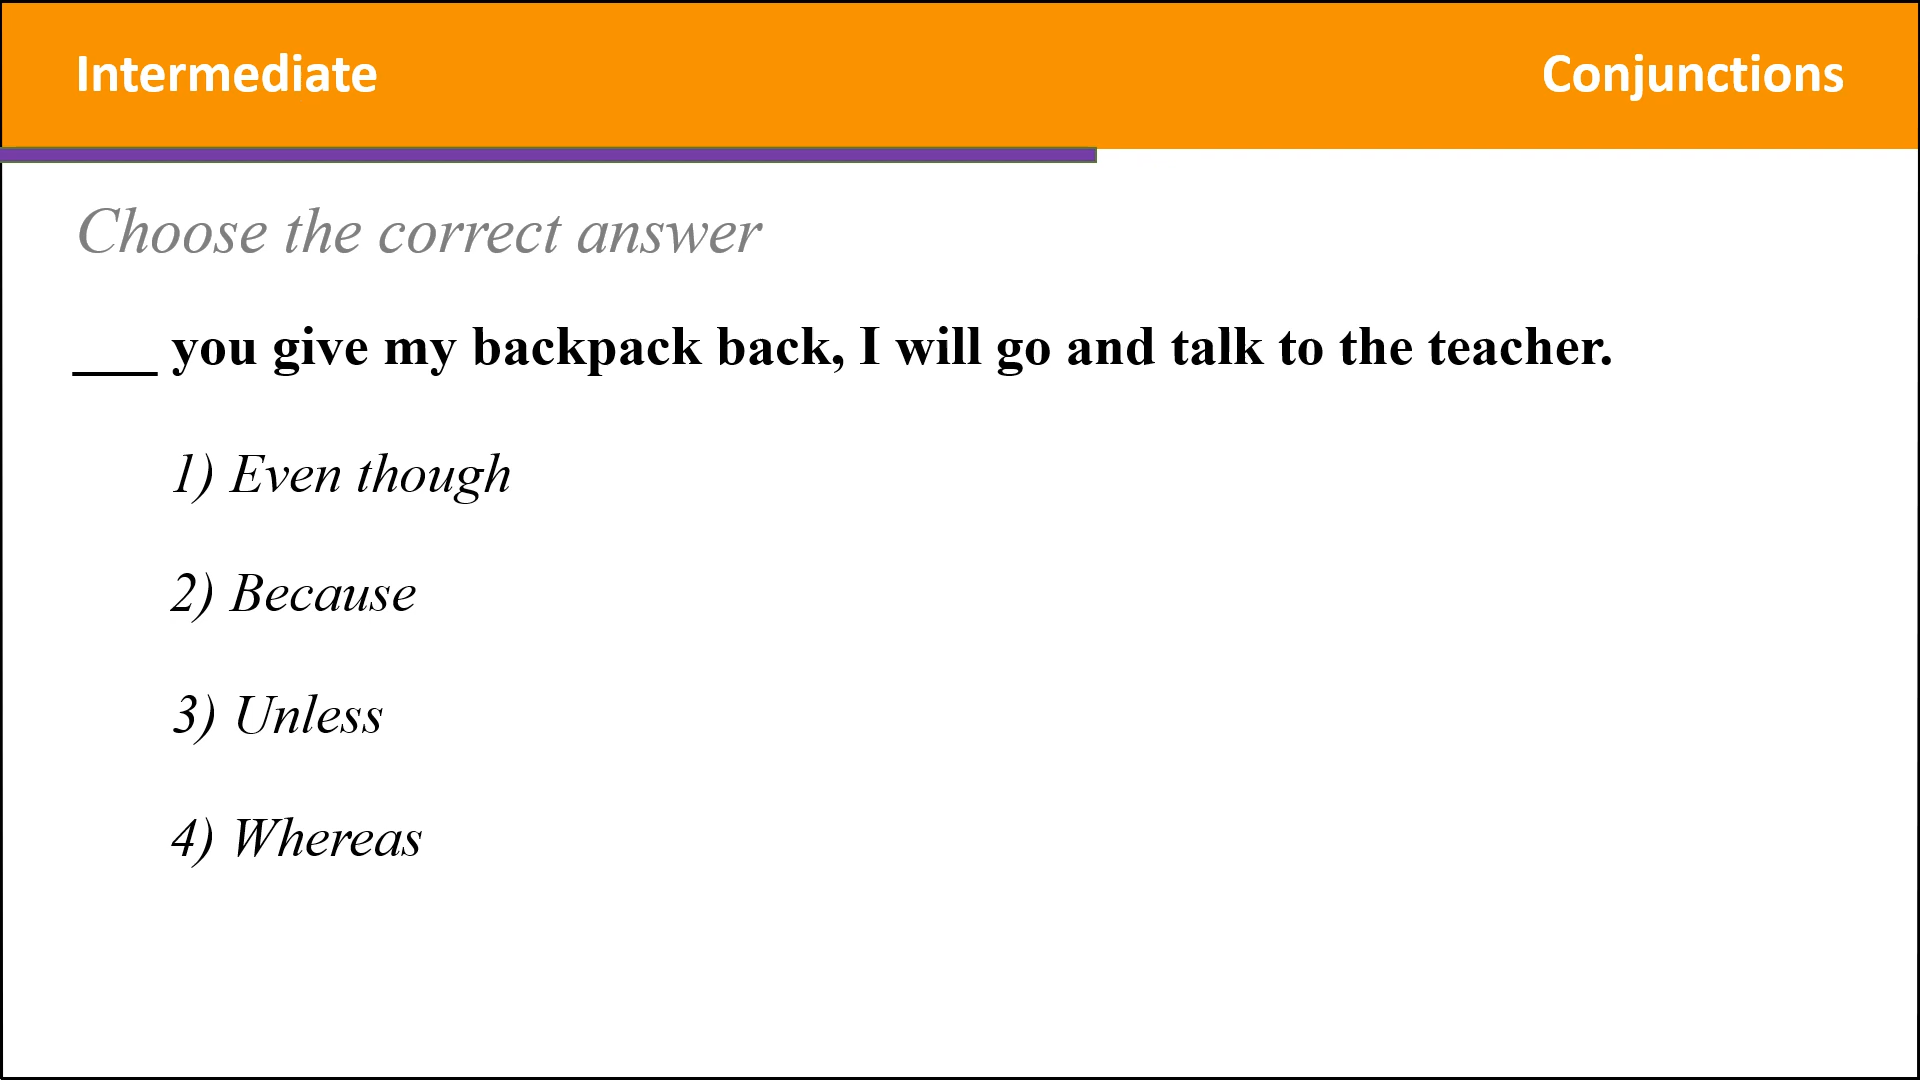 Intermediate
Conjunctions
Choose the correct answer
___ you give my backpack back, I will go and talk to the teacher.
1) Even though
2) Because
3) Unless
4) Whereas